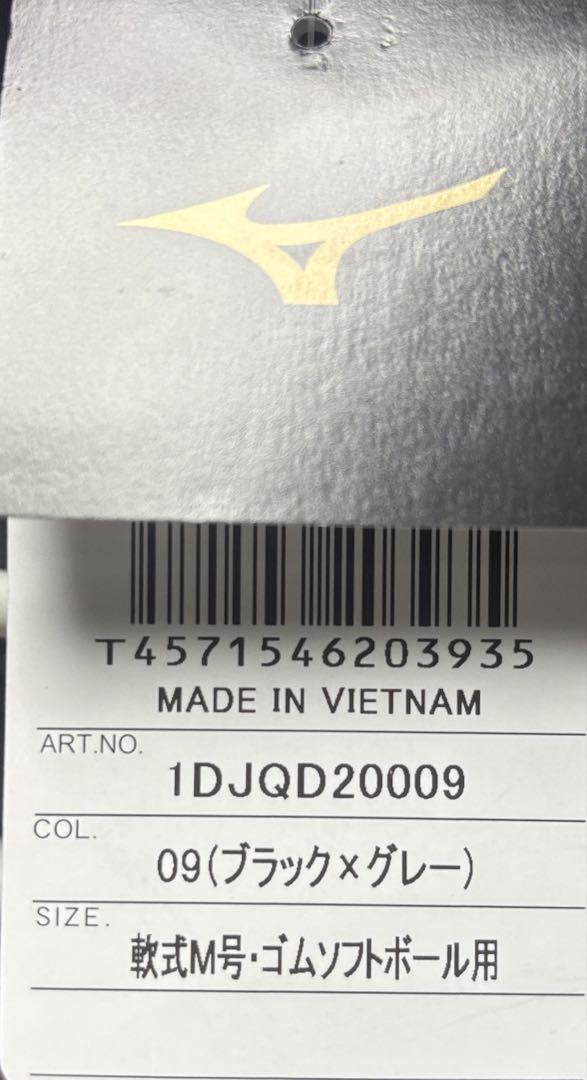 T4571546203935
MADE IN VIETNAM
ART.NO.
1DJQD20009
COL.
09(ブラック×グレー)
SIZE.
軟式M号・ゴムソフトボール用